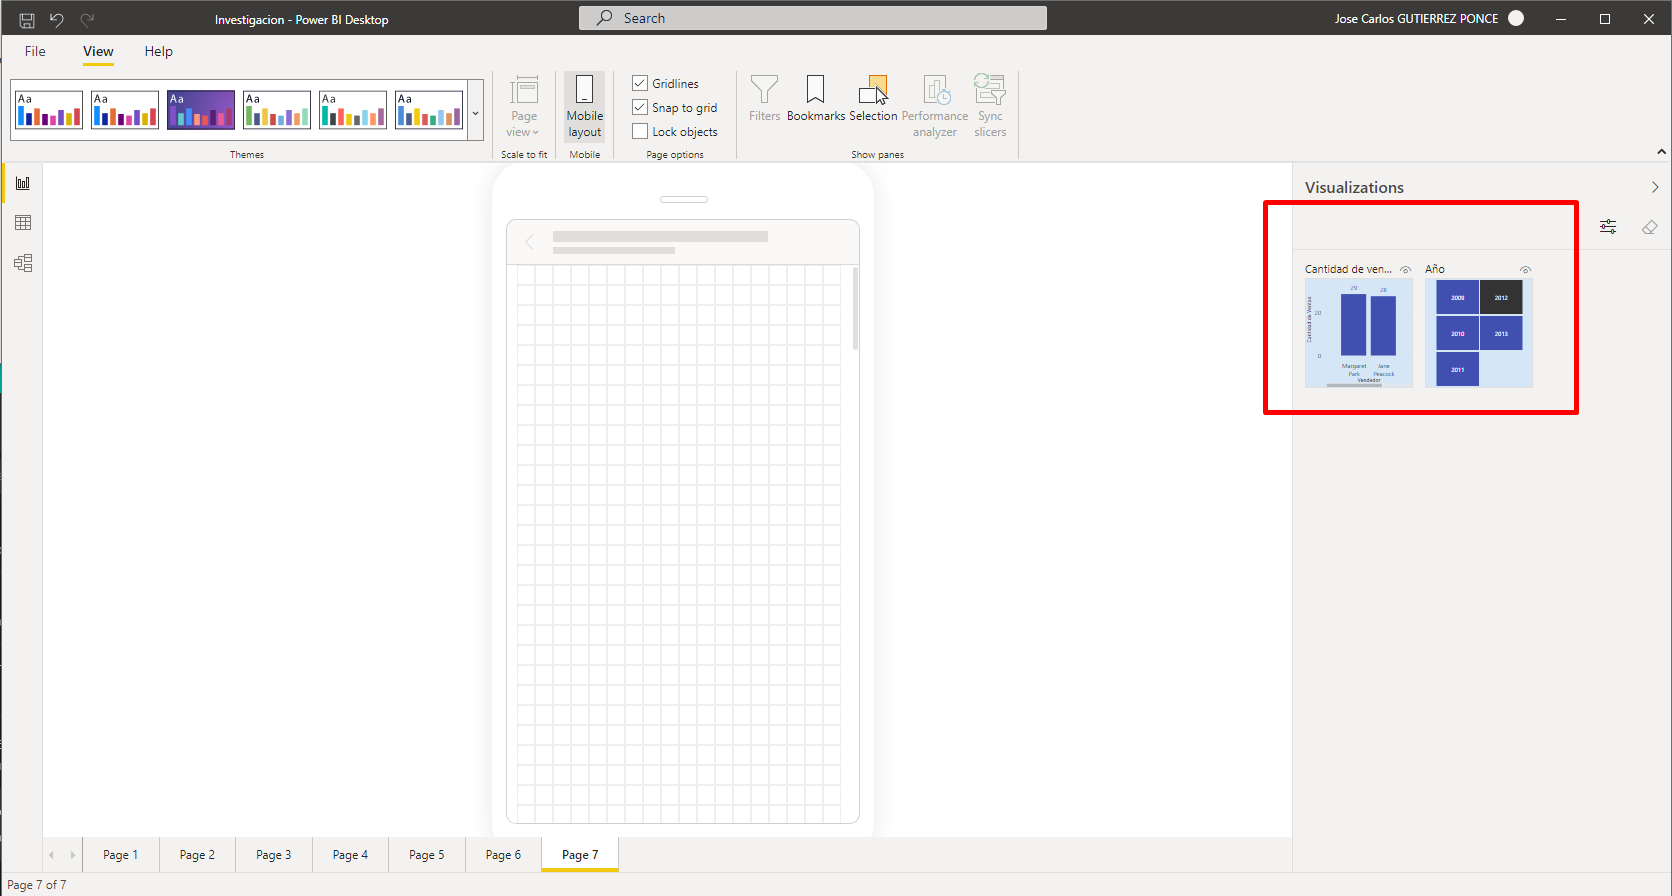 Investigacion - Power BI Desktop
Search
Jose Carlos GUTIERREZ PONCE
File
View
Help
Aa
Aa
Aa
Aa
Aa
Aa
Themes
Page
view
Scale to fit
Mobile
layout
Mobile
Gridlines
Snap to grid
Lock objects
Page options
Filters
Bookmarks
Selection
Performance
analyzer
Sync
slicers
Show panes
Visualizations
Cantidad de ven...
Año
29
28
20
0
Cantidad de Ventas
Margaret
Park
Jane
Peacock
Vendedor
2009
2012
2010
2013
2011
Page 1
Page 2
Page 3
Page 4
Page 5
Page 6
Page 7
Page 7 of 7